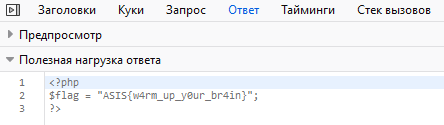 Заголовки Куки Запрос Ответ Тайминги Стек вызовов
Предпросмотр
Полезная нагрузка ответа
1 <?php
2 $flag = "ASIS{w4rm_up_y0ur_br4in}";
3 ?>